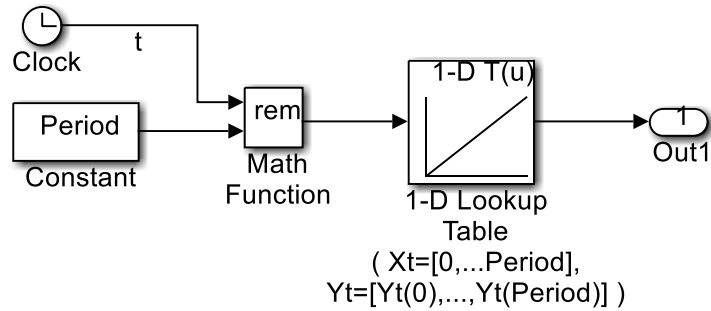 Clock
t
Period
Constant
rem
Math
Function
1-D T(u)
1-D Lookup
Table
( Xt=[0,...Period],
Yt=[Yt(0),...,Yt(Period)] )
1
Out1